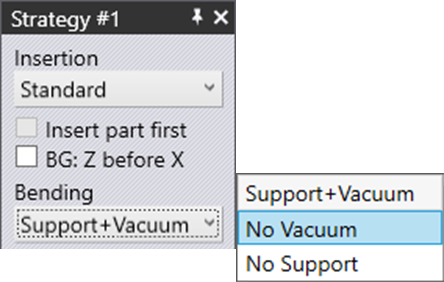 Strategy #1
Insertion
Standard
Insert part first
BG: Z before X
Bending
Support+Vacuum
Support+Vacuum
No Vacuum
No Support